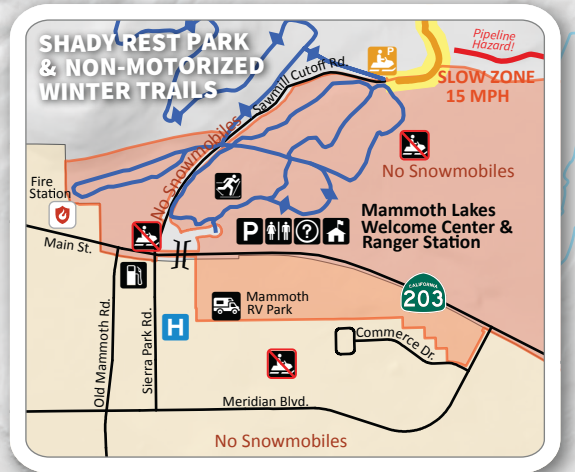 SHADY REST PARK
& NON-MOTORIZED
WINTER TRAILS
Pipeline
Hazard!
P
SLOW ZONE
15 MPH
Sawmill Cutoff Rd
No Snowmobiles
No Snowmobiles
Fire
Station
Main St.
P
?
Mammoth Lakes
Welcome Center &
Ranger Station
CALIFORNIA
203
Mammoth
RV Park
H
Old Mammoth Rd.
Sierra Park Rd.
Commerce Dr.
Meridian Blvd.
No Snowmobiles